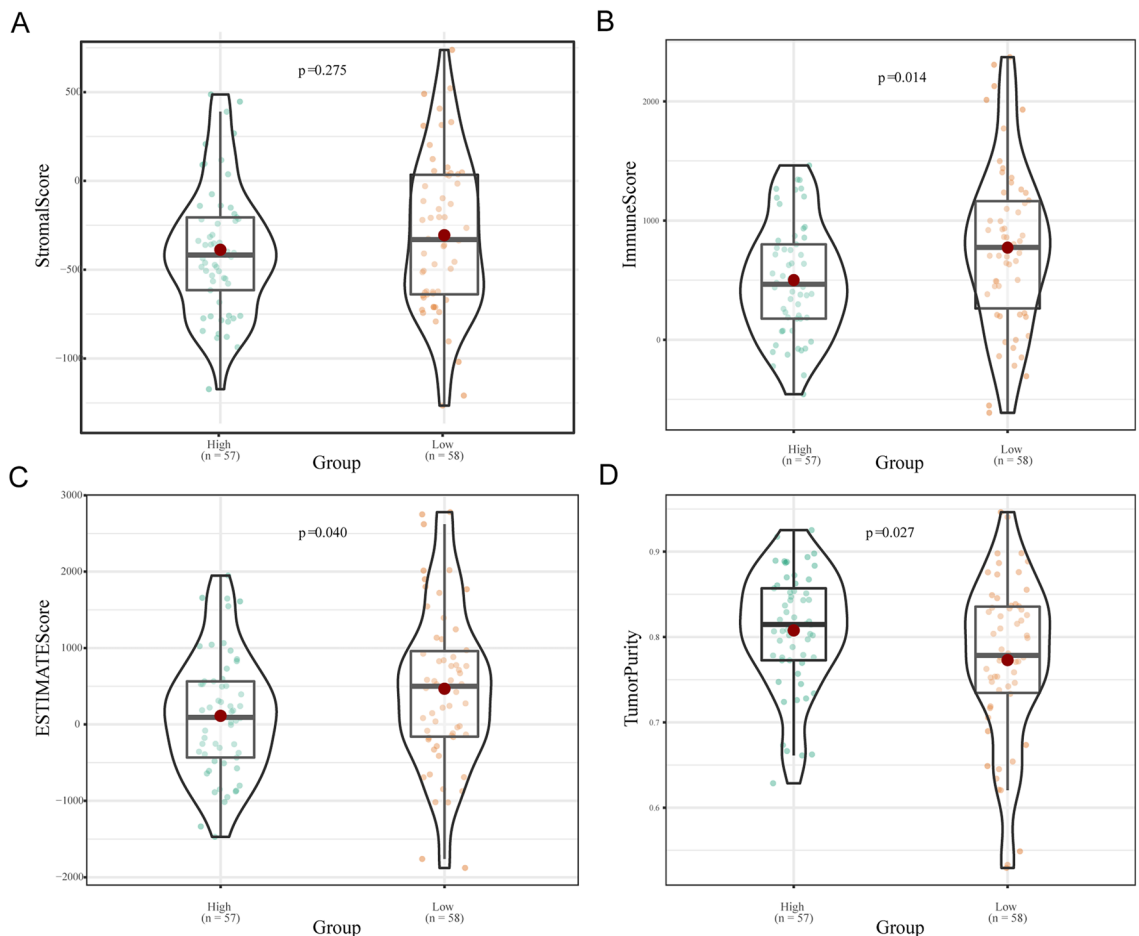 A
p=0.275
StromalScore
500
0
−500
−1000
High
(n = 57)
Low
(n = 58)
Group
B
p=0.014
ImmuneScore
2000
1000
0
High
(n = 57)
Low
(n = 58)
Group
C
p=0.040
ESTIMATEScore
3000
2000
1000
0
−1000
−2000
High
(n = 57)
Low
(n = 58)
Group
D
p=0.027
TumorPurity
0.9
0.8
0.7
0.6
High
(n = 57)
Low
(n = 58)
Group